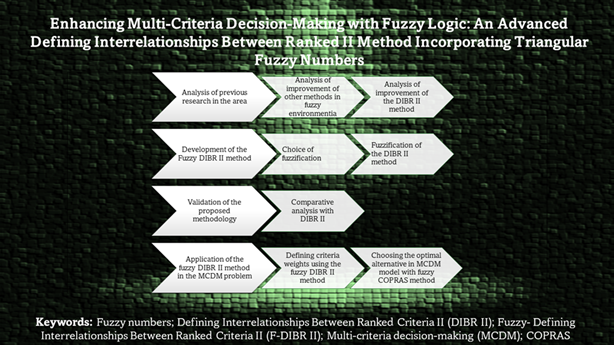 Enhancing Multi-Criteria Decision-Making with Fuzzy Logic: An Advanced
Defining Interrelationships Between Ranked II Method Incorporating Triangular
Fuzzy Numbers
Analysis of previous
research in the area
Analysis of
improvement of
other methods in
fuzzy
environmentia
Analysis of
improvement of
the DIBR II
method
Development of the
Fuzzy DIBR II method
Choice of
fuzzification
Fuzzification of
the DIBR II
method
Validation of the
proposed
methodology
Comparative
analysis with
DIBR II
Application of the
fuzzy DIBR II method
in the MCDM problem
Defining criteria
weights using the
fuzzy DIBR II
method
Choosing the optimal
alternative in MCDM
model with fuzzy
COPRAS method
Keywords: Fuzzy numbers; Defining Interrelationships Between Ranked Criteria II (DIBR II); Fuzzy- Defining
Interrelationships Between Ranked Criteria II (F-DIBR II); Multi-criteria decision-making (MCDM); COPRAS